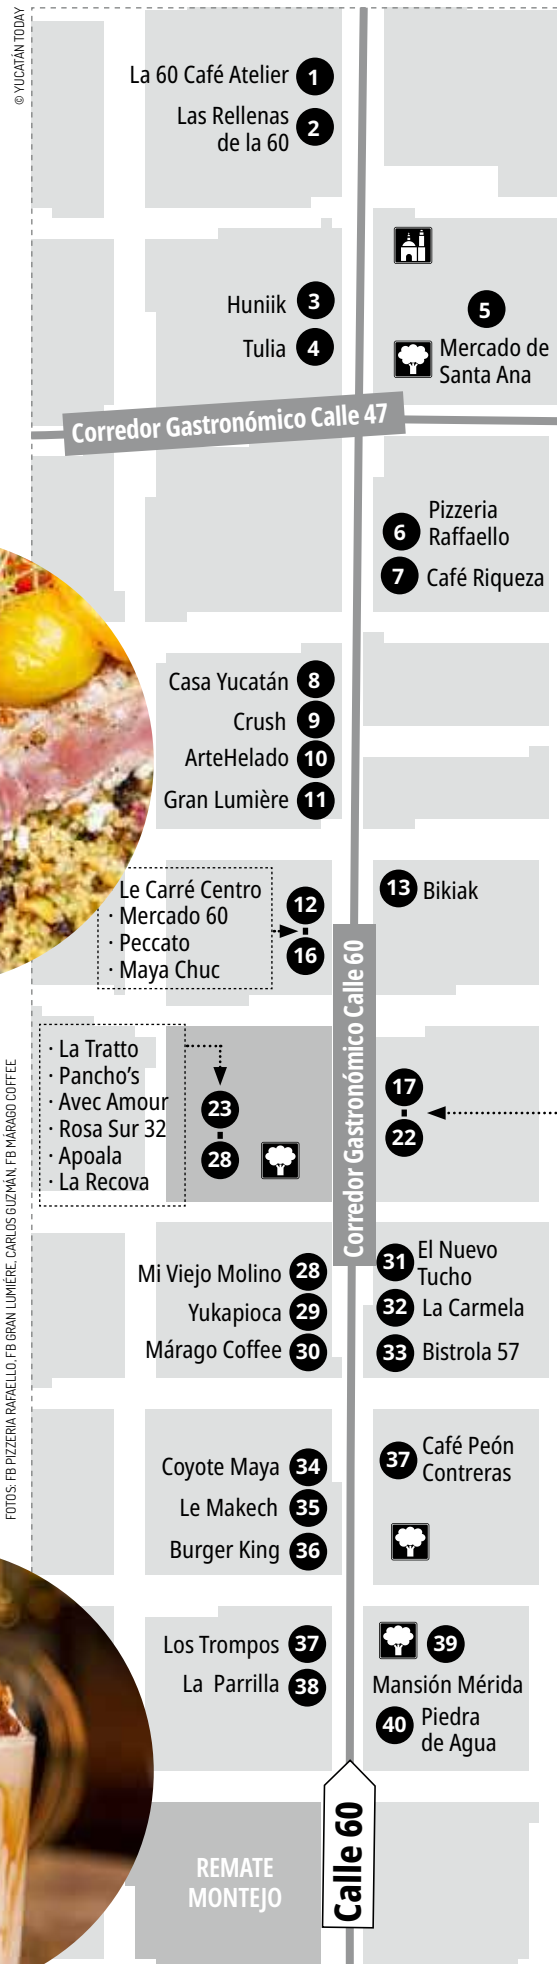 © YUCATÁN TODAY
La 60 Café Atelier 1
Las Rellenas
de la 60
2
Huniik 3
Tulia 4
5
Mercado de
Santa Ana
Corredor Gastronómico Calle 47
6
Pizzeria
Raffaello
7 Café Riqueza
Casa Yucatán 8
Crush 9
ArteHelado 10
Gran Lumière 11
Le Carré Centro
· Mercado 60
· Peccato
· Maya Chuc
12
16
13 Bikiak
Corredor Gastronómico Calle 60
· La Tratto
· Pancho's
· Avec Amour
· Rosa Sur 32
· Apoala
· La Recova
23
28
17
22
Mi Viejo Molino 28
Yukapioca 29
Márago Coffee 30
31 El Nuevo
Tucho
32 La Carmela
33 Bistrola 57
FOTOS: FB PIZZERIA RAFAELLO, FB GRAN LUMIÉRE, CARLOS GUZMÁN, FB MÁRAGO COFFEE
Coyote Maya 34
Le Makech 35
Burger King 36
37 Café Peón
Contreras
Los Trompos 37
La Parrilla 38
39
Mansión Mérida
40 Piedra
de Agua
Calle 60
REMATE
MONTEJO